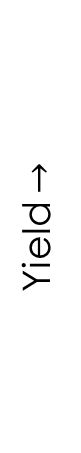 Yield →